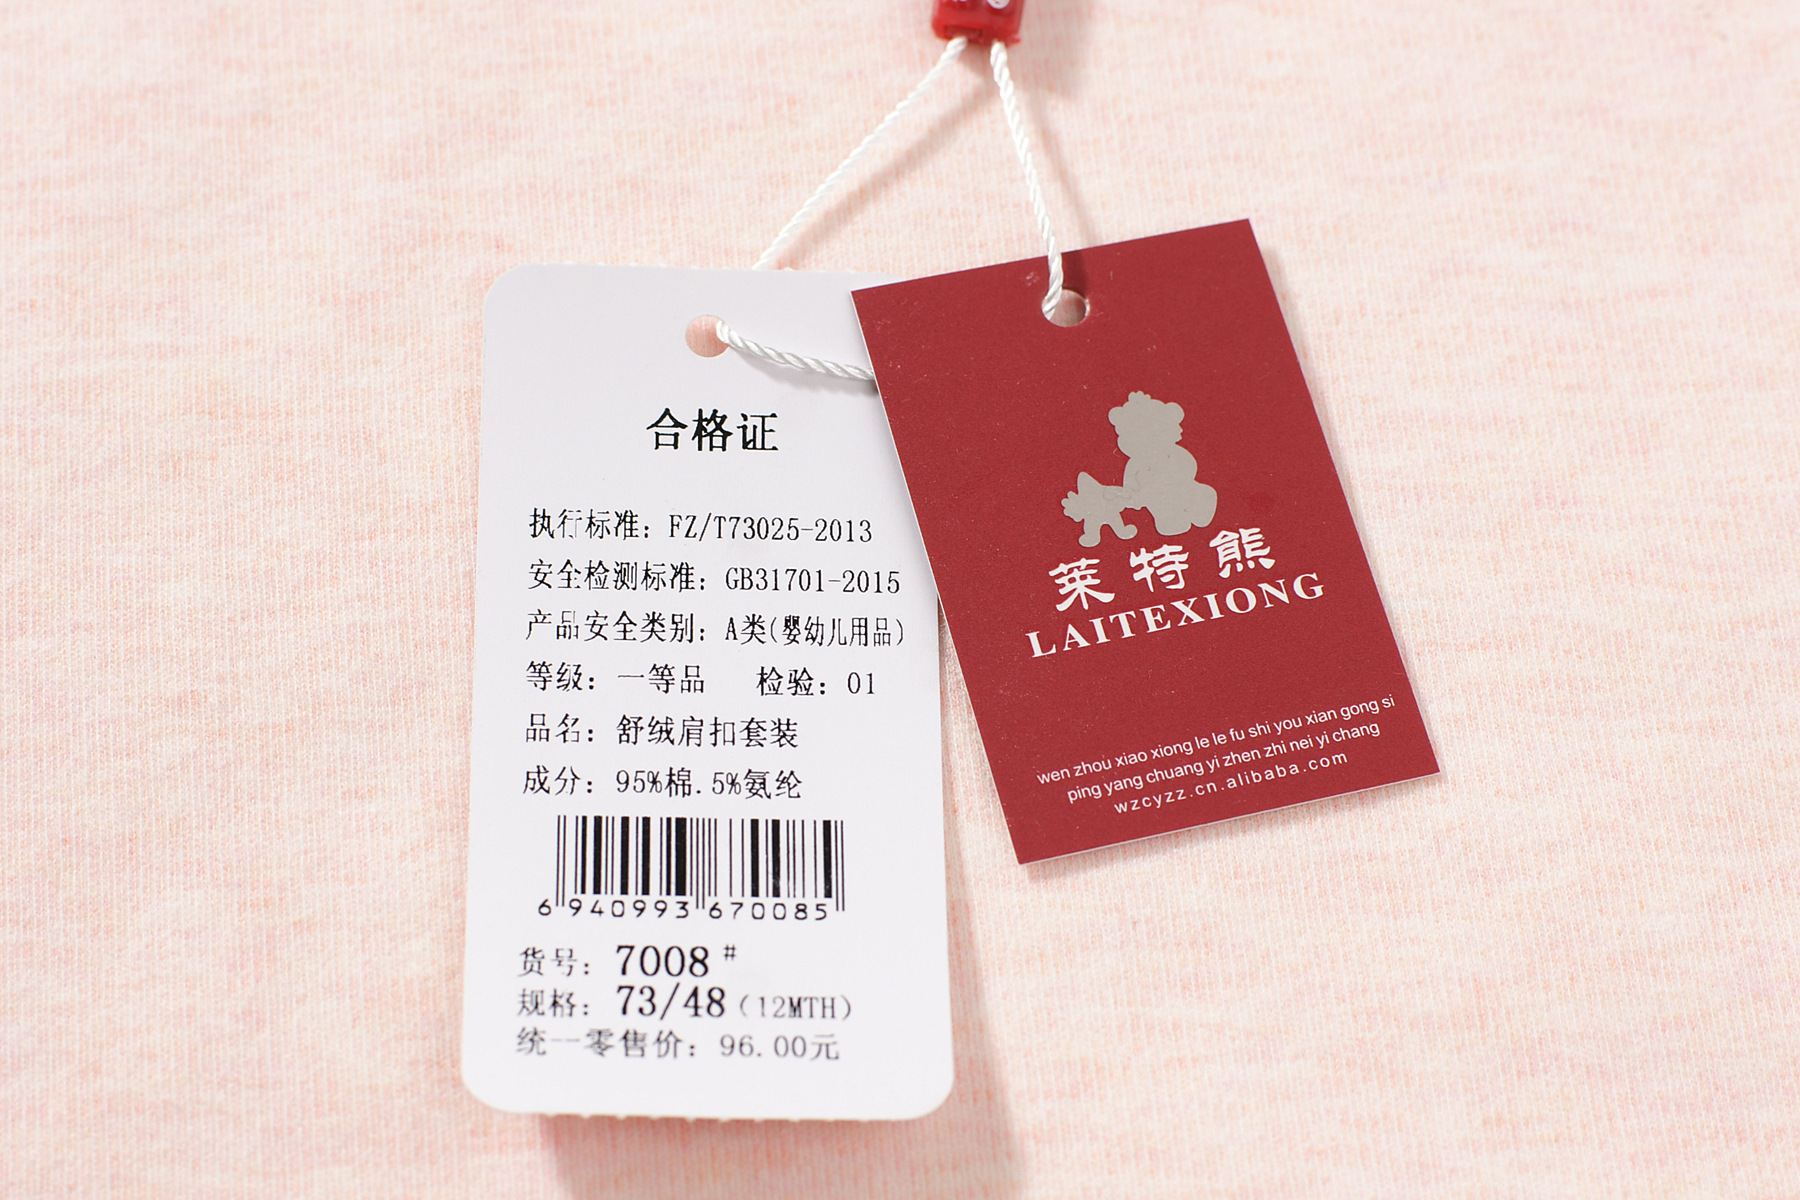 合格证
执行标准：FZ/T73025-2013
安全检测标准：GB31701-2015
产品安全类别：A类(婴幼儿用品)
等级：一等品 检验：01
品名：舒绒肩扣套装
成分：95%棉.5%氨纶
6 940993 670085
货号：7008#
规格：73/48（12MTH）
统一零售价：96.00元
莱特熊
LAITEXIONG
wen zhou xiao xiong le le fu shi you xian gong si
ping yang chuang yi zhen zhi nei yi chang
wzcyzz.cn.alibaba.com